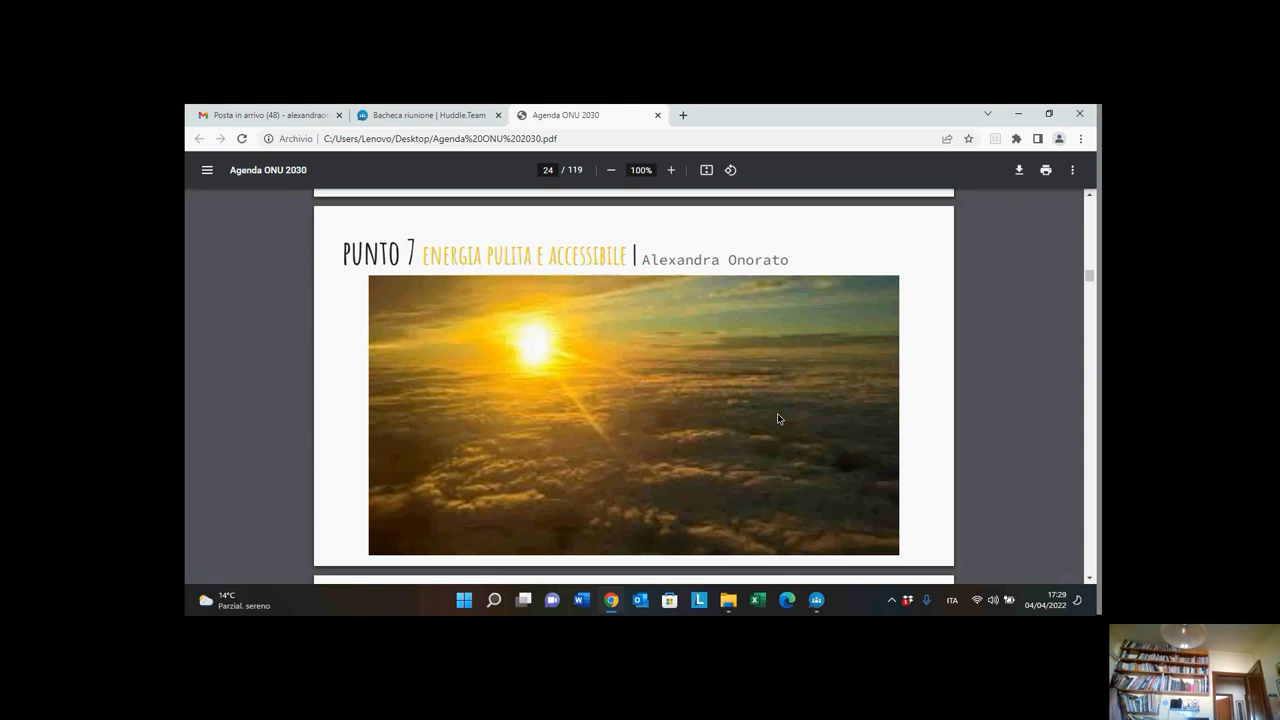 Posta in arrivo (48) - alexandrao
Bacheca riunione | Huddle.Team
Agenda ONU 2030
Archivio
C:/Users/Lenovo/Desktop/Agenda%20ONU%202030.pdf
Agenda ONU 2030
24 / 119
100%
PUNTO 7 ENERGIA PULITA E ACCESSIBILE | Alexandra Onorato
14°C
Parzial. sereno
ITA
17:29
04/04/2022